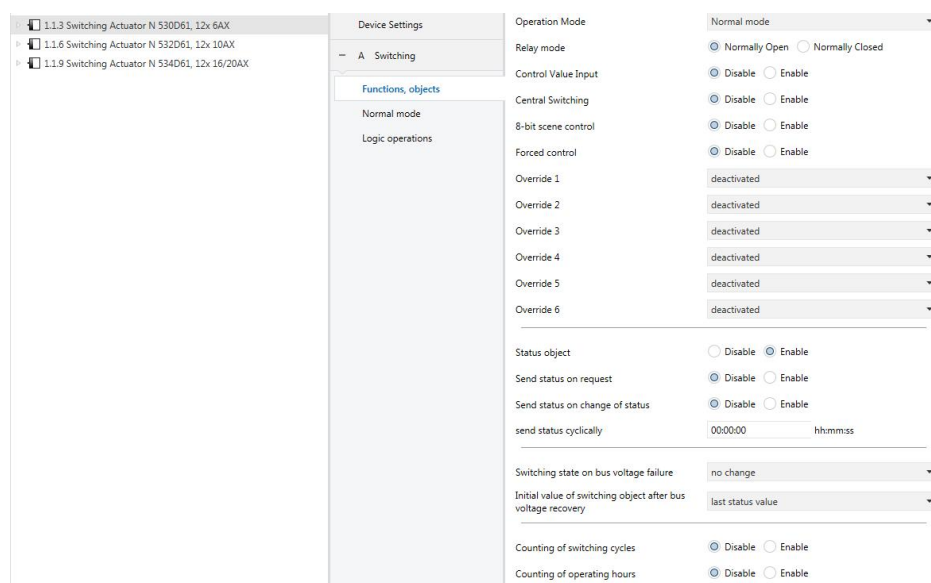 1.1.3 Switching Actuator N 530D61, 12x 6AX
1.1.6 Switching Actuator N 532D61, 12x 10AX
1.1.9 Switching Actuator N 534D61, 12x 16/20AX
Device Settings
– A Switching
Functions, objects
Normal mode
Logic operations
Operation Mode Normal mode
Relay mode Normally Open Normally Closed
Control Value Input Disable Enable
Central Switching Disable Enable
8-bit scene control Disable Enable
Forced control Disable Enable
Override 1 deactivated
Override 2 deactivated
Override 3 deactivated
Override 4 deactivated
Override 5 deactivated
Override 6 deactivated
Status object Disable Enable
Send status on request Disable Enable
Send status on change of status Disable Enable
send status cyclically 00:00:00 hh:mm:ss
Switching state on bus voltage failure no change
Initial value of switching object after bus
voltage recovery last status value
Counting of switching cycles Disable Enable
Counting of operating hours Disable Enable